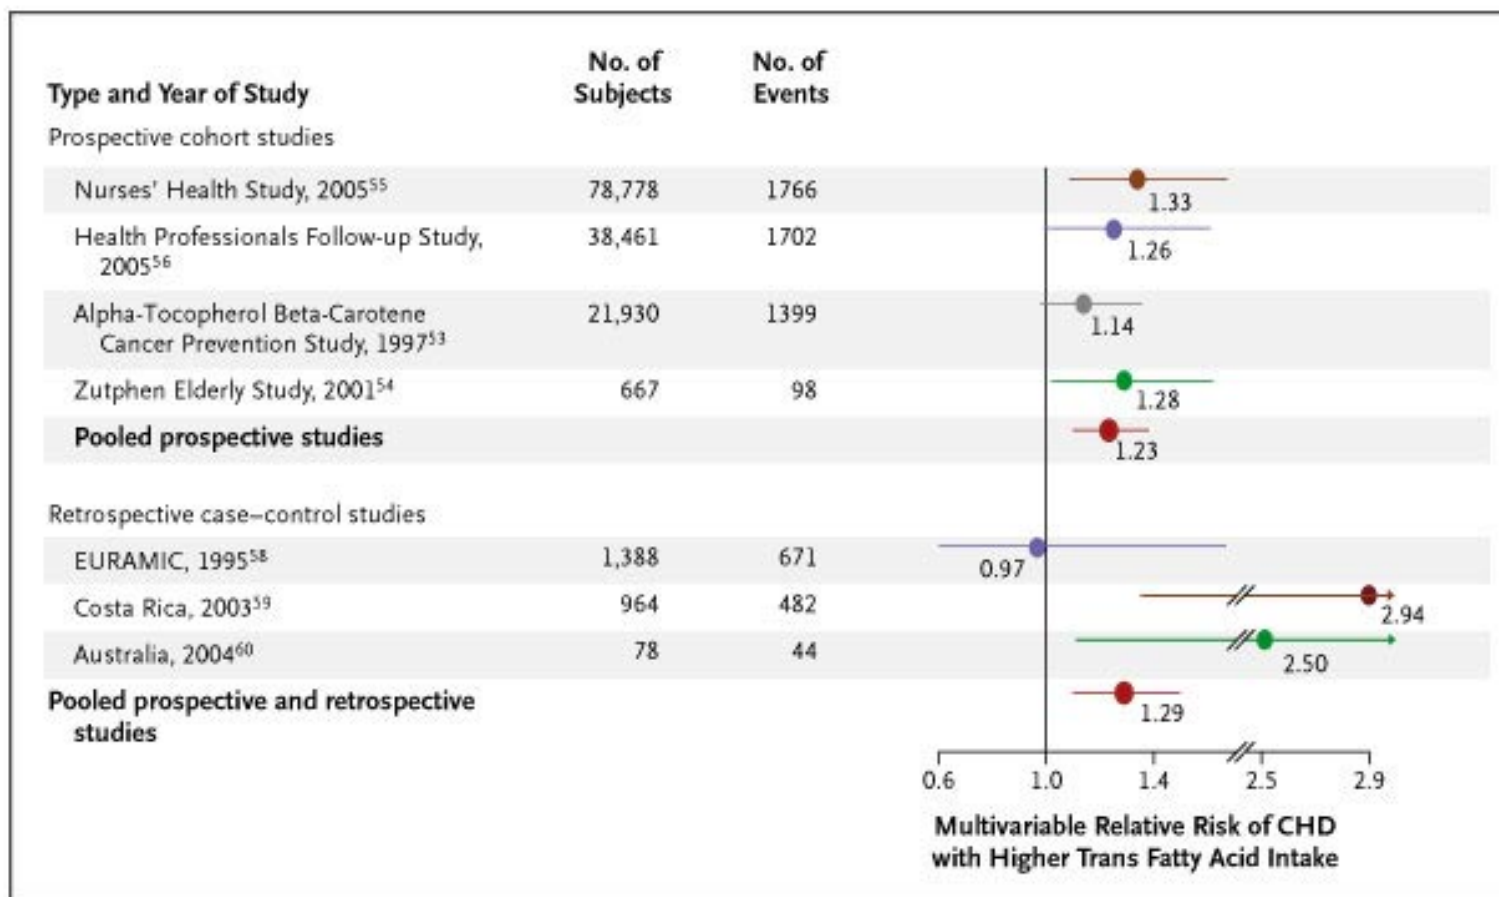 No. of No. of
Type and Year of Study Subjects Events
Prospective cohort studies
Nurses' Health Study, 2005⁵⁵ 78,778 1766 1.33
Health Professionals Follow-up Study, 38,461 1702 1.26
2005⁵⁶
Alpha-Tocopherol Beta-Carotene 21,930 1399 1.14
Cancer Prevention Study, 1997⁵³
Zutphen Elderly Study, 2001⁵⁴ 667 98 1.28
Pooled prospective studies 1.23
Retrospective case–control studies
EURAMIC, 1995⁵⁸ 1,388 671 0.97
Costa Rica, 2003⁵⁹ 964 482 2.94
Australia, 2004⁶⁰ 78 44 2.50
Pooled prospective and retrospective 1.29
studies
0.6 1.0 1.4 2.5 2.9
Multivariable Relative Risk of CHD
with Higher Trans Fatty Acid Intake